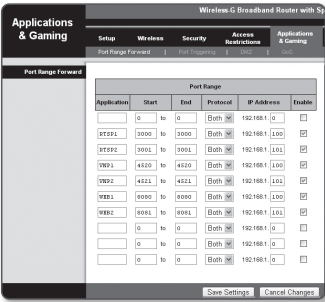 Wireless-G Broadband Router with Sp
Applications & Gaming
Setup Wireless Security Access Restrictions Applications & Gaming
Port Range Forward | Port Triggering | DMZ | QoS
Port Range Forward
Port Range
Application Start End Protocol IP Address Enable
0 to 0 Both 192.168.1. 0
RTSP1 3000 to 3000 Both 192.168.1. 100
RTSP2 3001 to 3001 Both 192.168.1. 101
VNP1 4520 to 4520 Both 192.168.1. 100
VNP2 4521 to 4521 Both 192.168.1. 101
WEB1 8080 to 8080 Both 192.168.1. 100
WEB2 8081 to 8081 Both 192.168.1. 101
0 to 0 Both 192.168.1. 0
0 to 0 Both 192.168.1. 0
0 to 0 Both 192.168.1. 0
Save Settings Cancel Changes